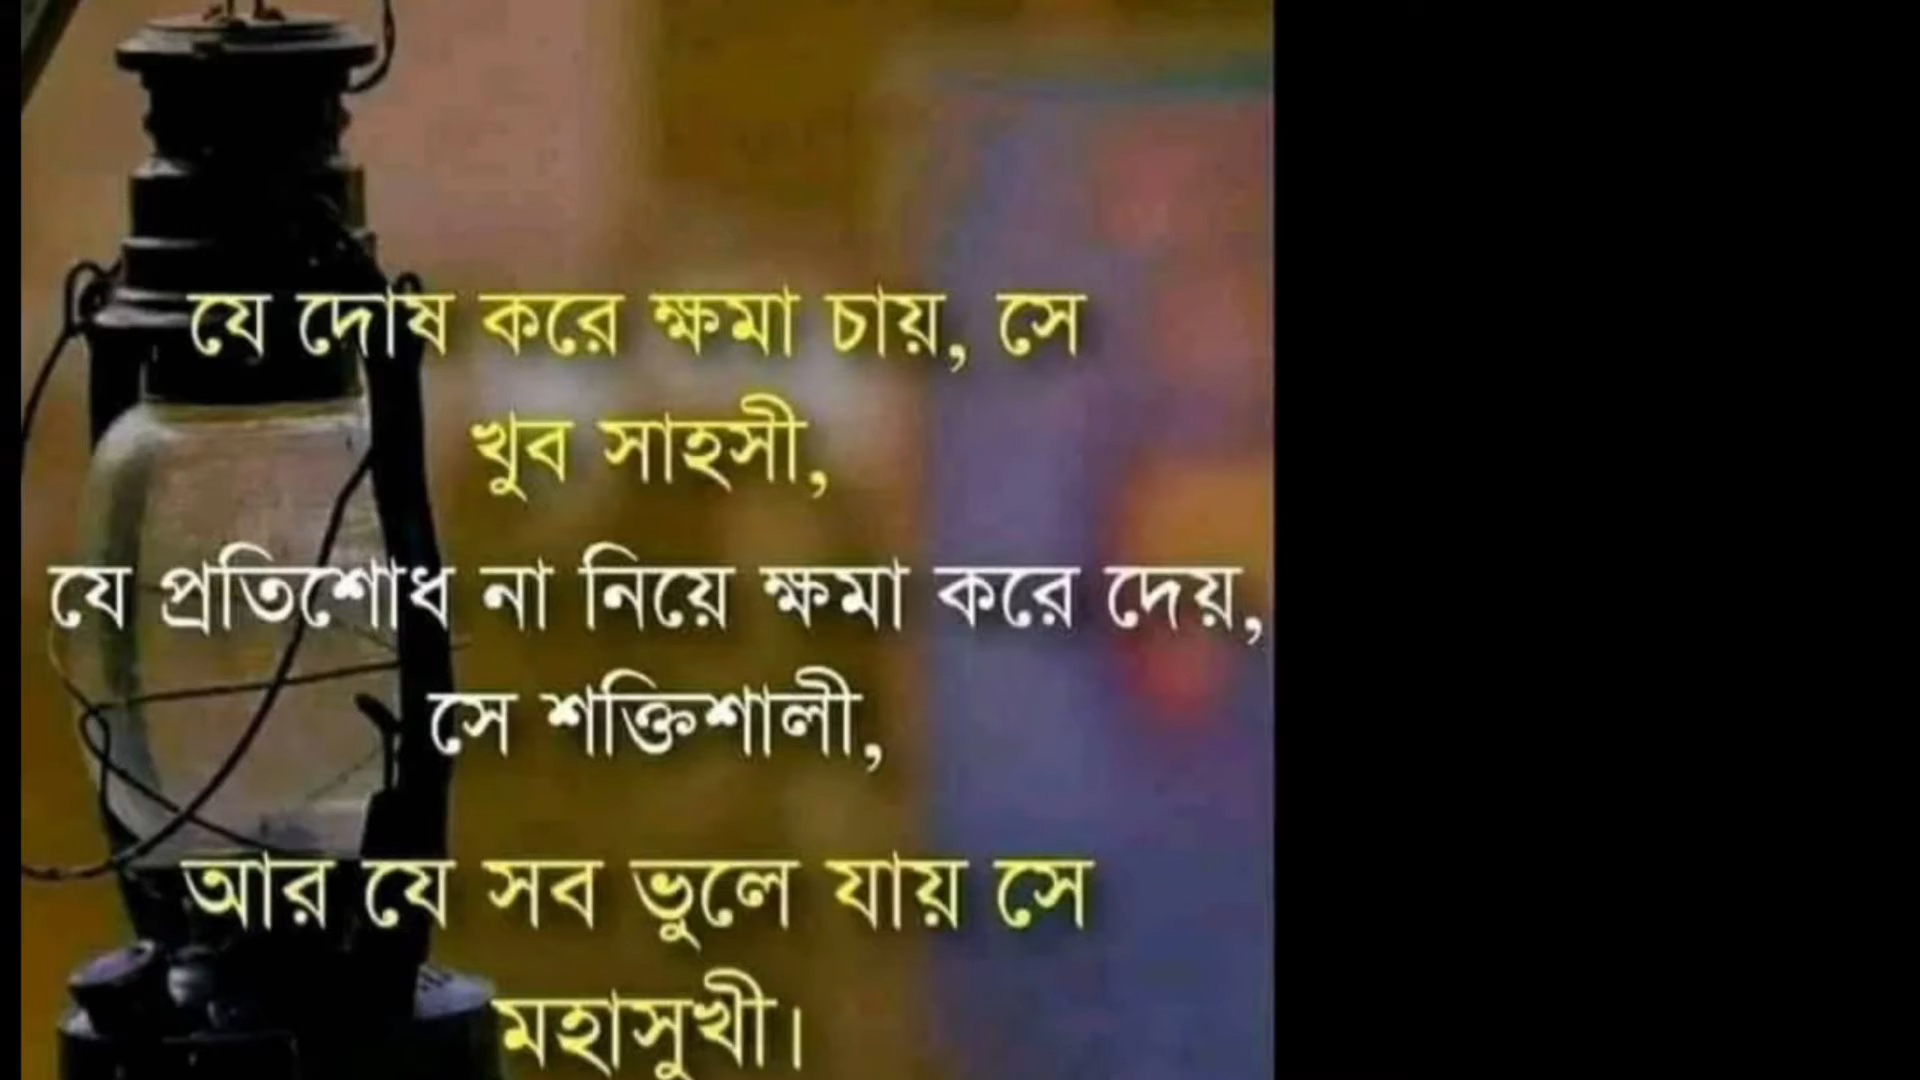 যে দোষ করে ক্ষমা চায়, সে
খুব সাহসী,
যে প্রতিশোধ না নিয়ে ক্ষমা করে দেয়,
সে শক্তিশালী,
আর যে সব ভুলে যায় সে
মহাসুখী।